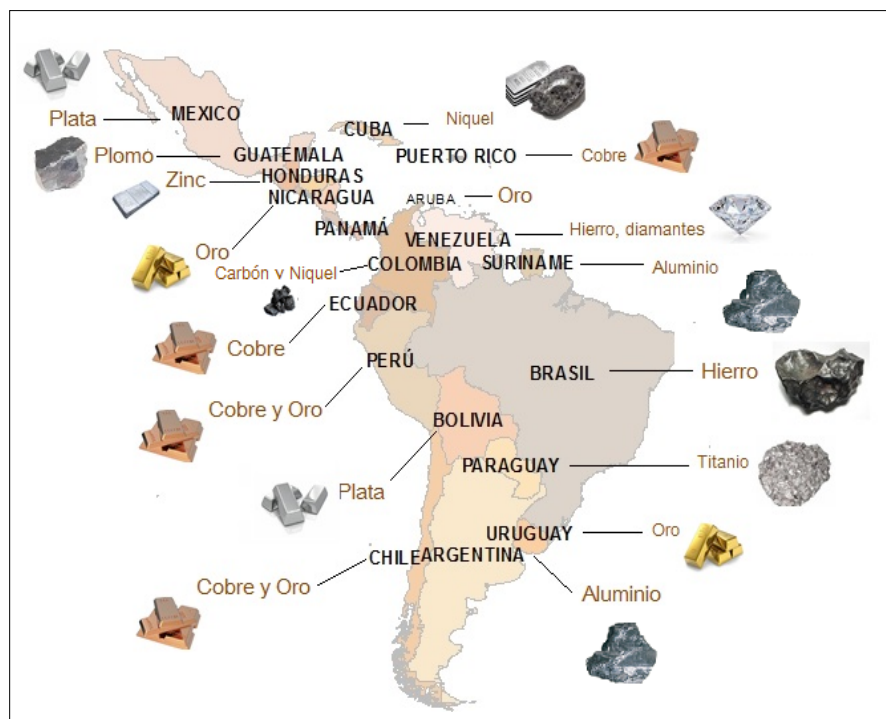 Plata
MEXICO
Plomo
GUATEMALA
Zinc
HONDURAS
NICARAGUA
Oro
CUBA
Niquel
PUERTO RICO
Cobre
ARUBA
Oro
PANAMÁ
VENEZUELA
Hierro, diamantes
Carbón y Niquel
COLOMBIA
SURINAME
Aluminio
ECUADOR
Cobre
PERÚ
Cobre y Oro
BRASIL
Hierro
BOLIVIA
Plata
PARAGUAY
Titanio
URUGUAY
Oro
CHILE
Cobre y Oro
ARGENTINA
Aluminio